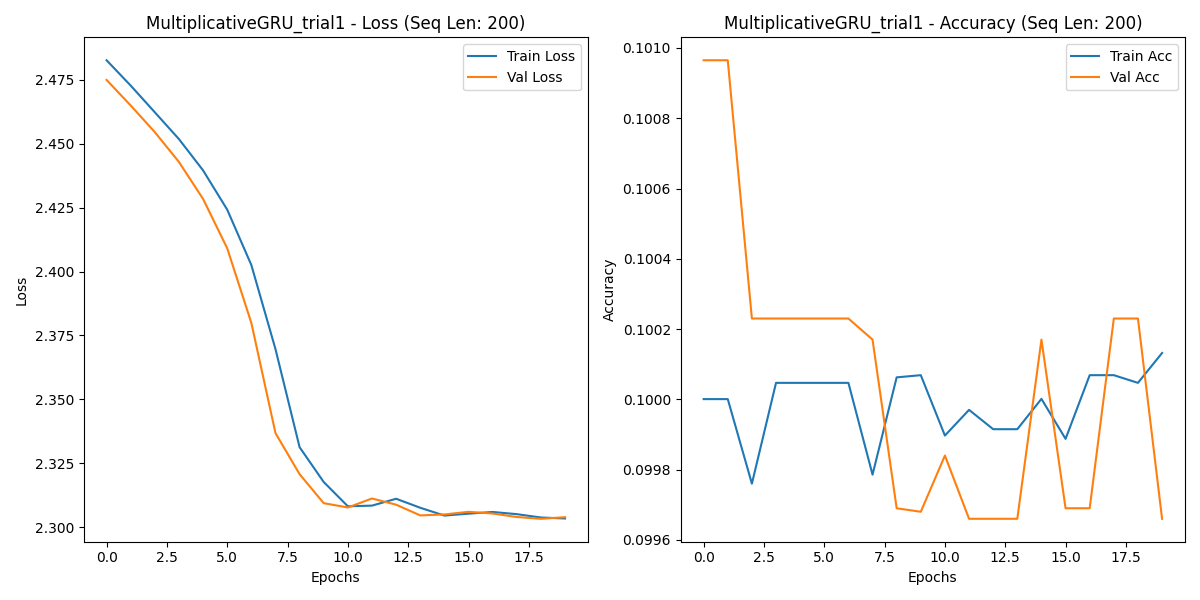 MultiplicativeGRU_trial1 - Loss (Seq Len: 200)
Train Loss
Val Loss
2.475
2.450
2.425
2.400
2.375
2.350
2.325
2.300
Loss
0.0 2.5 5.0 7.5 10.0 12.5 15.0 17.5
Epochs
MultiplicativeGRU_trial1 - Accuracy (Seq Len: 200)
Train Acc
Val Acc
0.1010
0.1008
0.1006
0.1004
0.1002
0.1000
0.0998
0.0996
Accuracy
0.0 2.5 5.0 7.5 10.0 12.5 15.0 17.5
Epochs